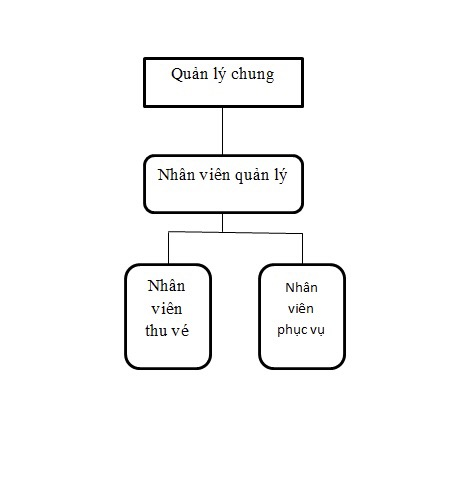 Quản lý chung
Nhân viên quản lý
Nhân
viên
thu vé
Nhân
viên
phục vụ